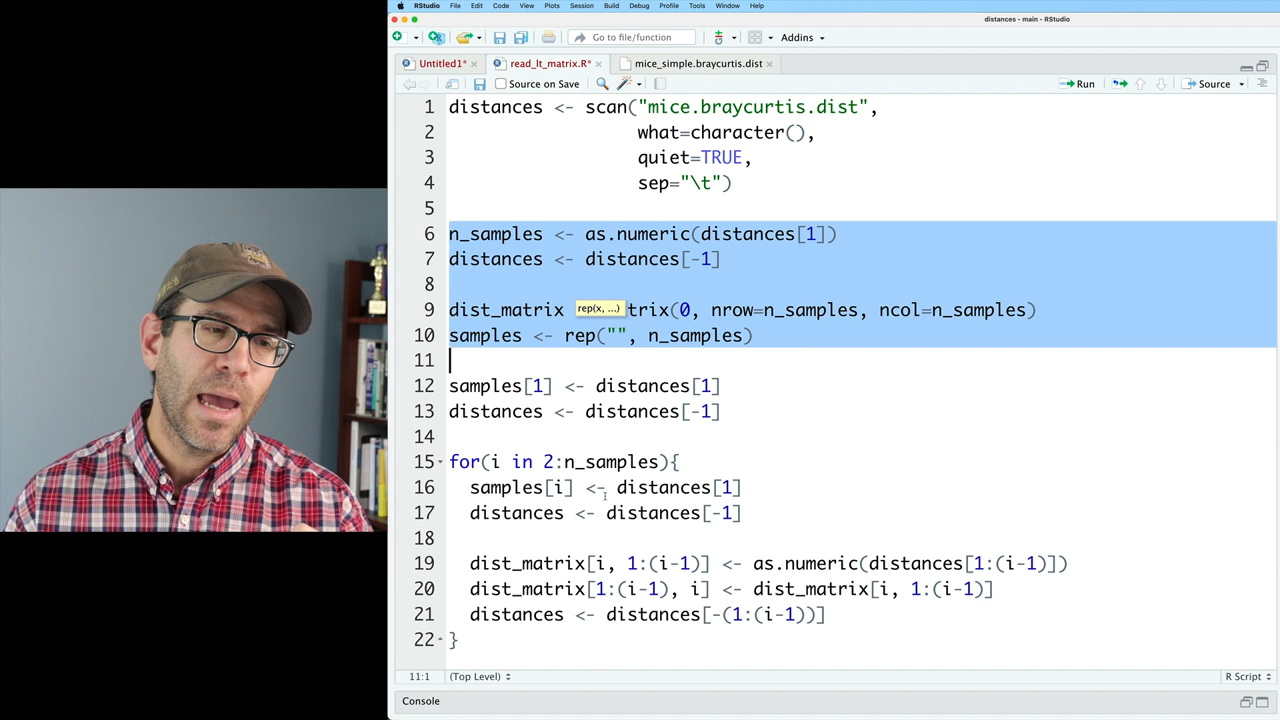 RStudio File Edit Code View Plots Session Build Debug Profile Tools Window Help
distances - main - RStudio
Go to file/function Addins
Untitled1* read_lt_matrix.R* mice_simple.braycurtis.dist
Source on Save Run Source
1 distances <- scan("mice.braycurtis.dist",
2 what=character(),
3 quiet=TRUE,
4 sep="\t")
5
6 n_samples <- as.numeric(distances[1])
7 distances <- distances[-1]
8
9 dist_matrix rep(x, ...) trix(0, nrow=n_samples, ncol=n_samples)
10 samples <- rep("", n_samples)
11
12 samples[1] <- distances[1]
13 distances <- distances[-1]
14
15 for(i in 2:n_samples){
16 samples[i] <- distances[1]
17 distances <- distances[-1]
18
19 dist_matrix[i, 1:(i-1)] <- as.numeric(distances[1:(i-1)])
20 dist_matrix[1:(i-1), i] <- dist_matrix[i, 1:(i-1)]
21 distances <- distances[-(1:(i-1))]
22 }
11:1 (Top Level) R Script
Console